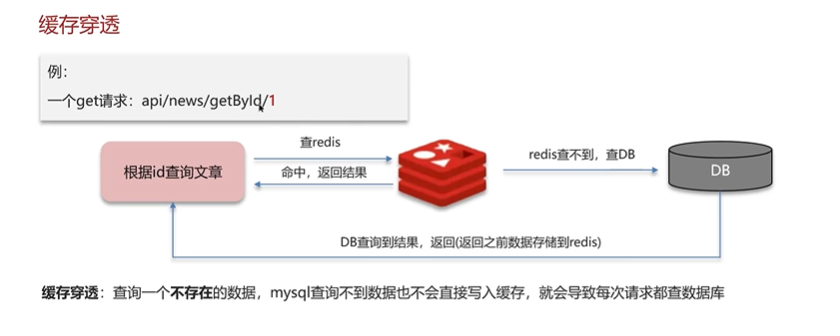 缓存穿透
例：
一个get请求：api/news/getById/1
查redis
根据id查询文章
命中，返回结果
redis查不到，查DB
DB
DB查询到结果，返回(返回之前数据存储到redis)
缓存穿透：查询一个不存在的数据，mysql查询不到数据也不会直接写入缓存，就会导致每次请求都查数据库